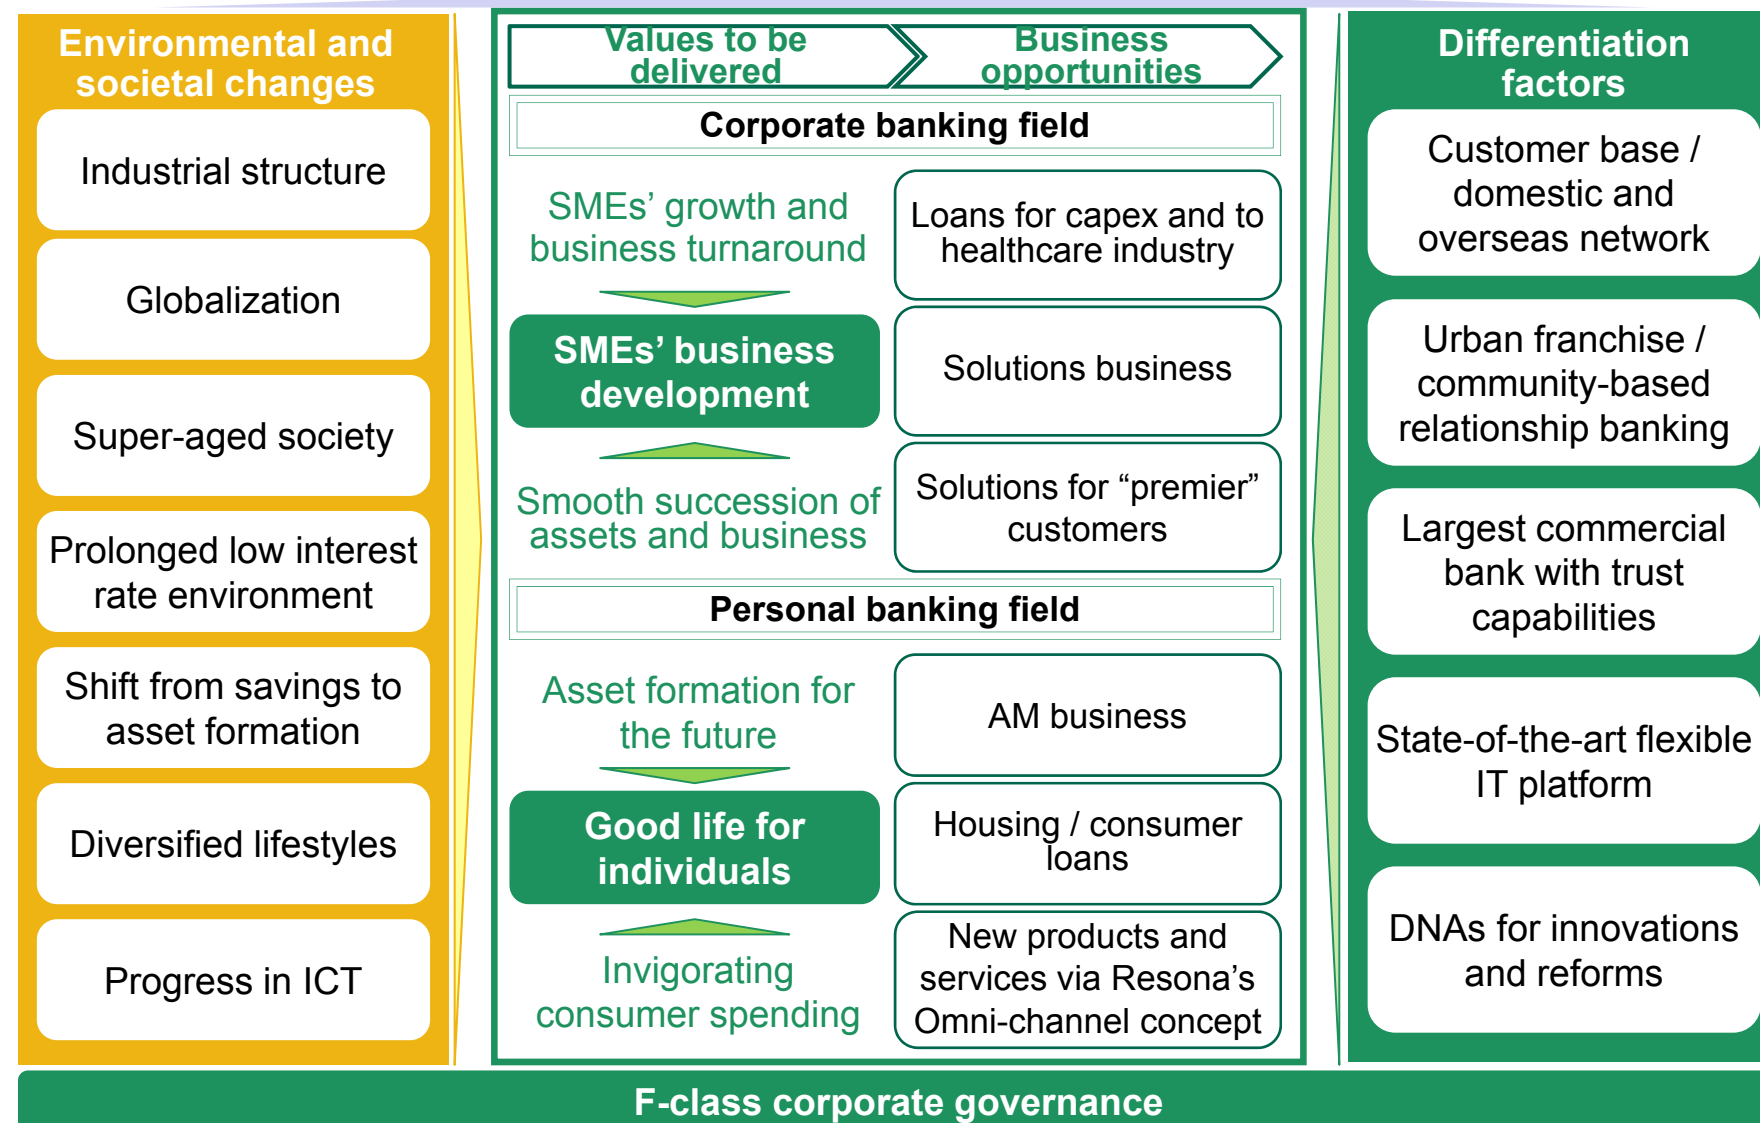 Environmental and
societal changes
Industrial structure
Globalization
Super-aged society
Prolonged low interest
rate environment
Shift from savings to
asset formation
Diversified lifestyles
Progress in ICT
Values to be
delivered
Business
opportunities
Corporate banking field
SMEs’ growth and
business turnaround
SMEs’ business
development
Smooth succession of
assets and business
Loans for capex and to
healthcare industry
Solutions business
Solutions for “premier”
customers
Personal banking field
Asset formation for
the future
Good life for
individuals
Invigorating
consumer spending
AM business
Housing / consumer
loans
New products and
services via Resona’s
Omni-channel concept
Differentiation
factors
Customer base /
domestic and
overseas network
Urban franchise /
community-based
relationship banking
Largest commercial
bank with trust
capabilities
State-of-the-art flexible
IT platform
DNAs for innovations
and reforms
F-class corporate governance